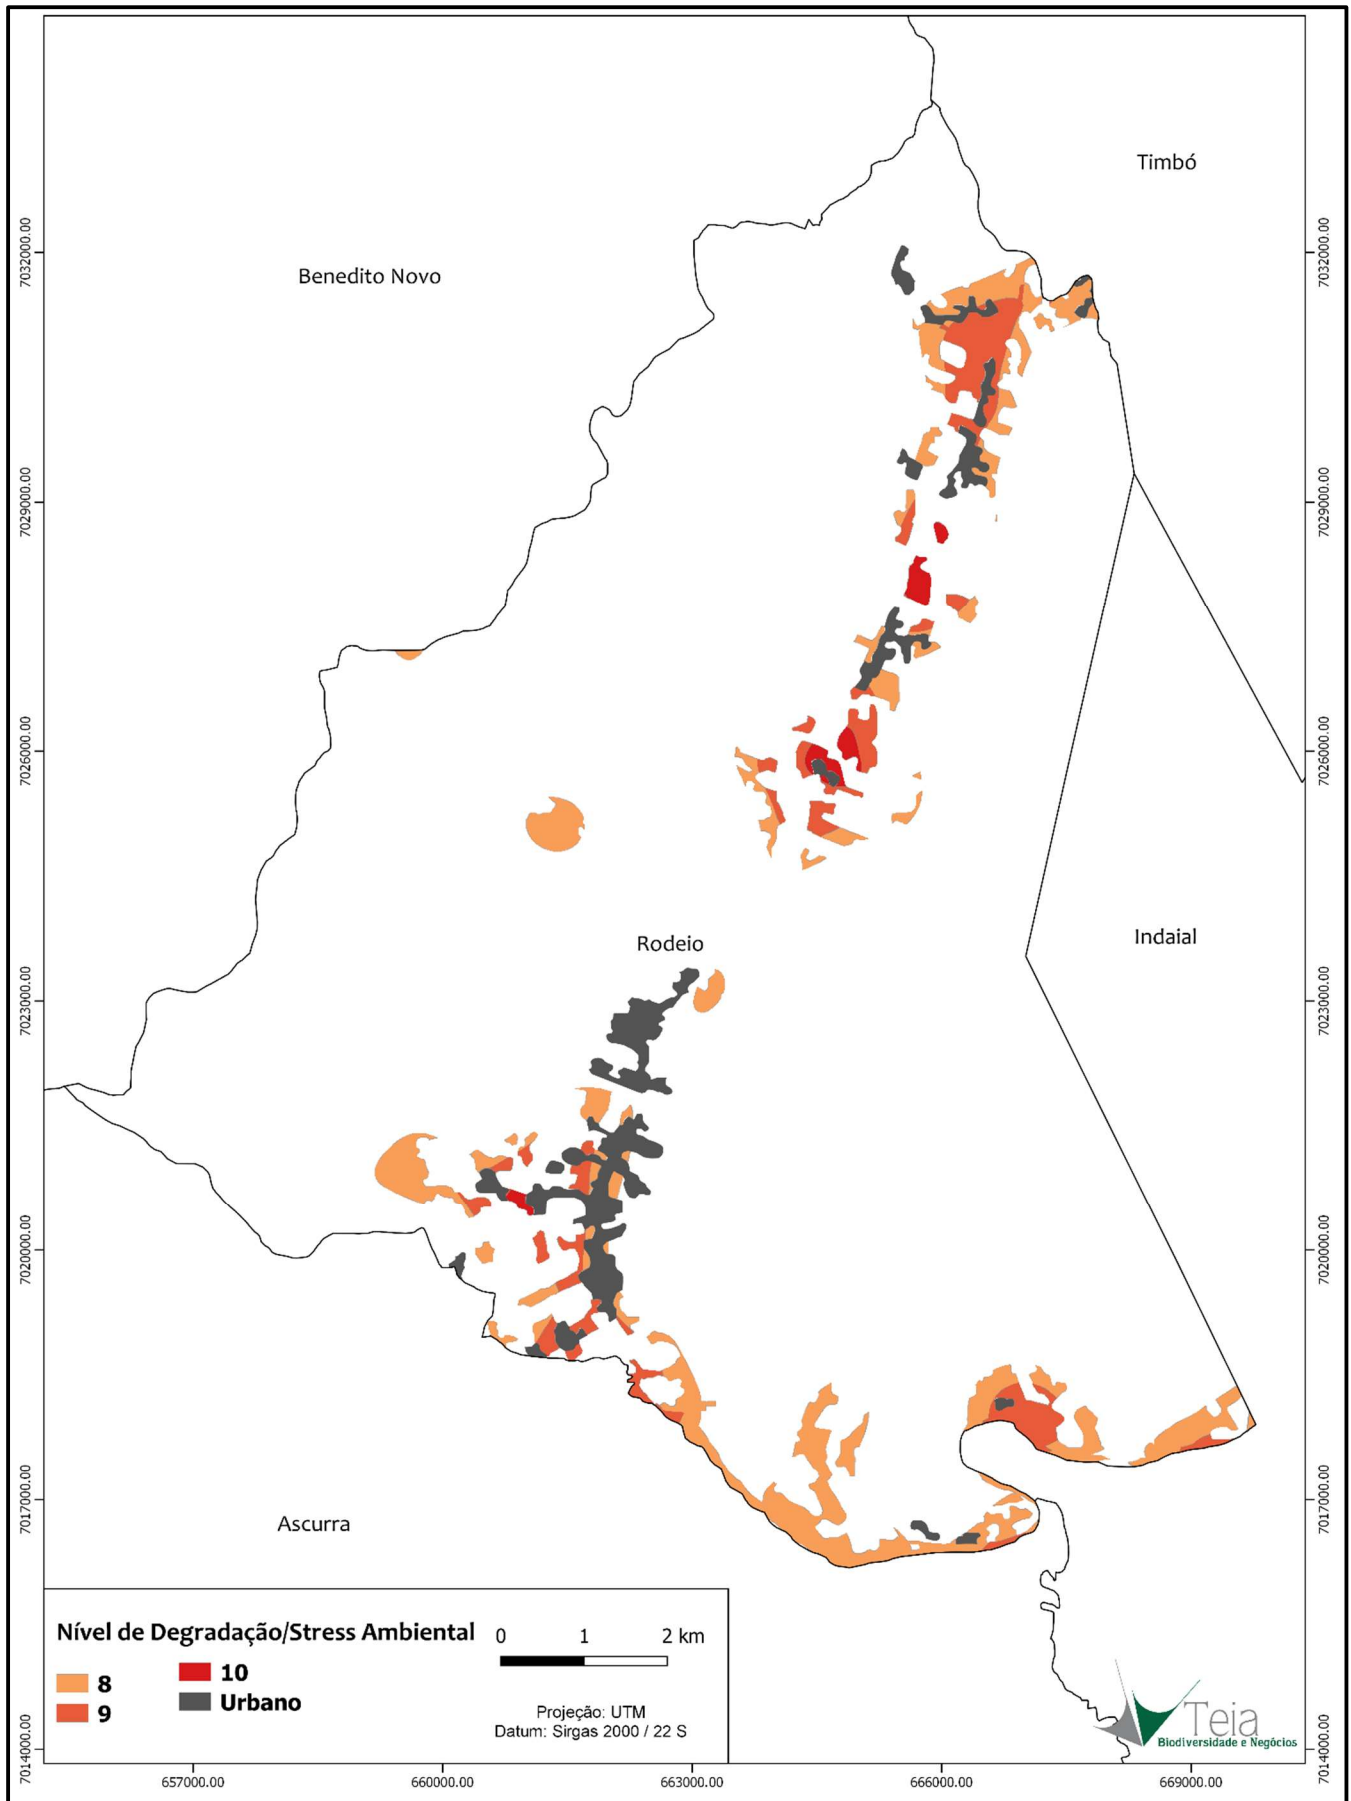 Timbó
Benedito Novo
7032000.00
7032000.00
7029000.00
7029000.00
7026000.00
7026000.00
Rodeio
Indaial
7023000.00
7023000.00
7020000.00
7020000.00
7017000.00
7017000.00
Ascurra
Nível de Degradação/Stress Ambiental
8
9
10
Urbano
0 1 2 km
Projeção: UTM
Datum: Sirgas 2000 / 22 S
Teia
Biodiversidade e Negócios
7014000.00
7014000.00
657000.00 660000.00 663000.00 666000.00 669000.00